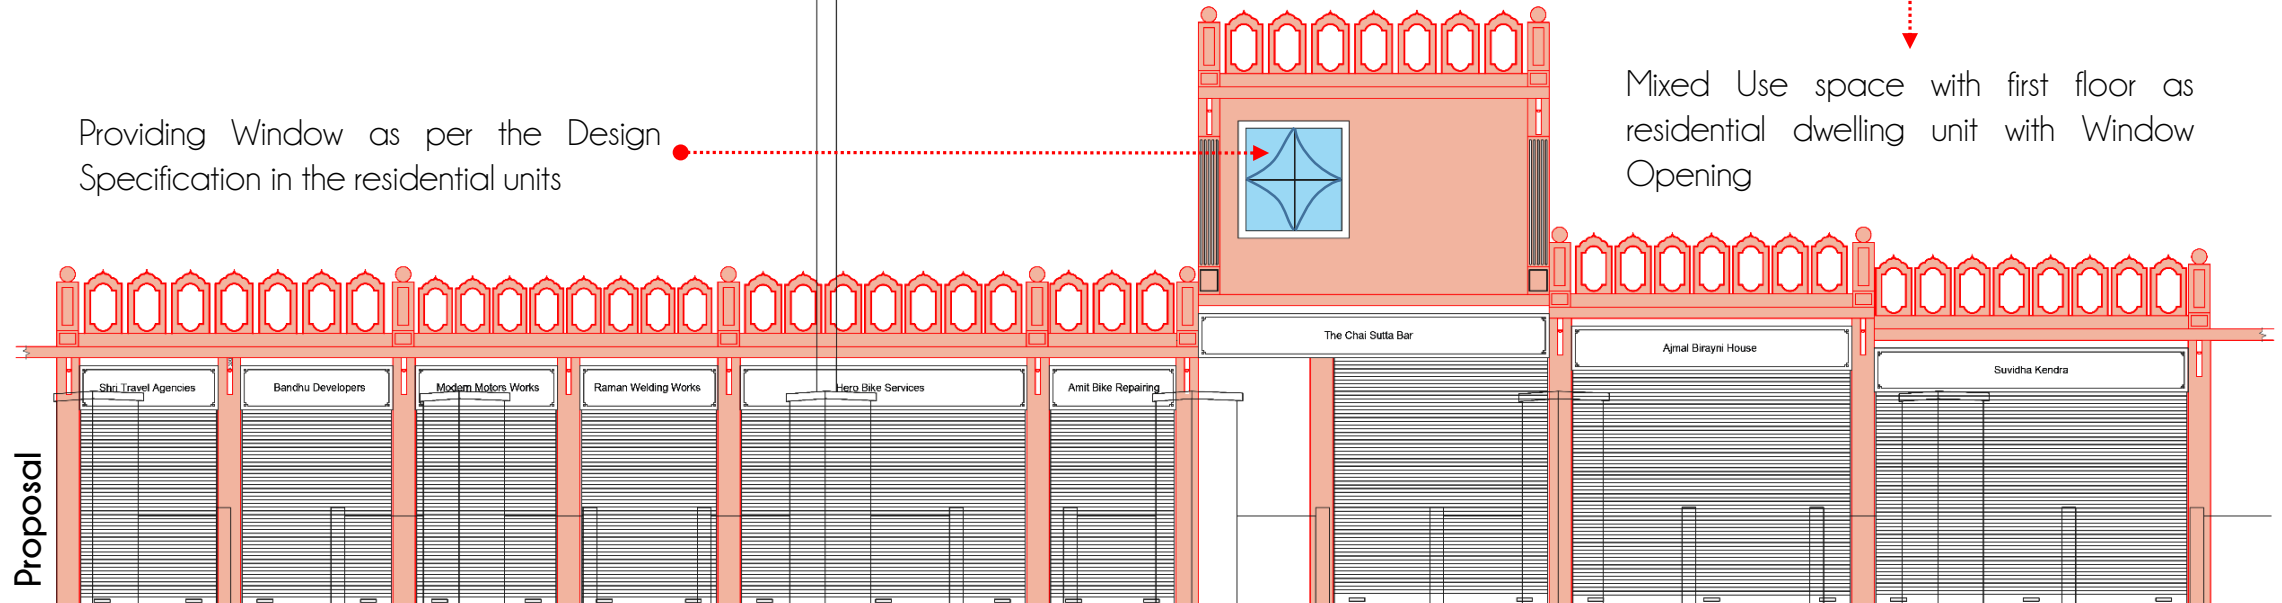 Providing Window as per the Design
Specification in the residential units
Mixed Use space with first floor as
residential dwelling unit with Window
Opening
The Chai Sutta Bar
Ajmal Birayni House
Suvidha Kendra
Shri Travel Agencies
Bandhu Developers
Modern Motors Works
Raman Welding Works
Hero Bike Services
Amit Bike Repairing
Proposal